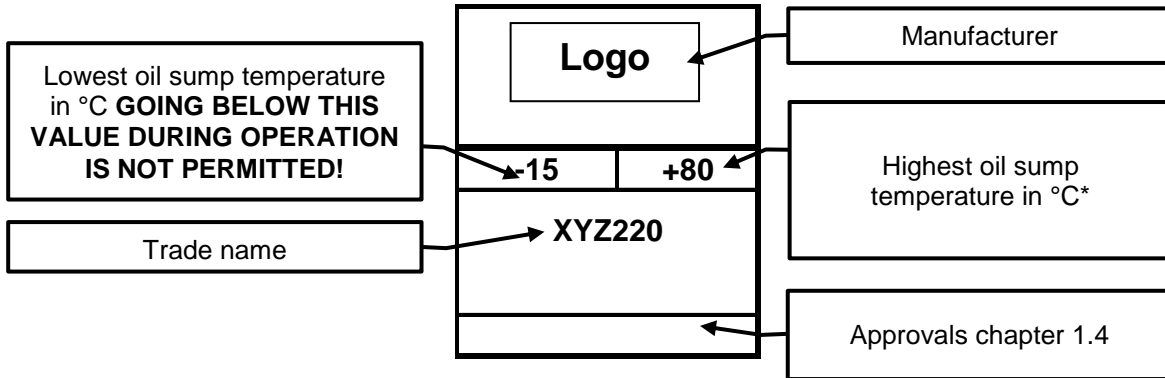 Lowest oil sump temperature
in °C GOING BELOW THIS
VALUE DURING OPERATION
IS NOT PERMITTED!
Trade name
Logo
-15
+80
XYZ220
Manufacturer
Highest oil sump
temperature in °C*
Approvals chapter 1.4